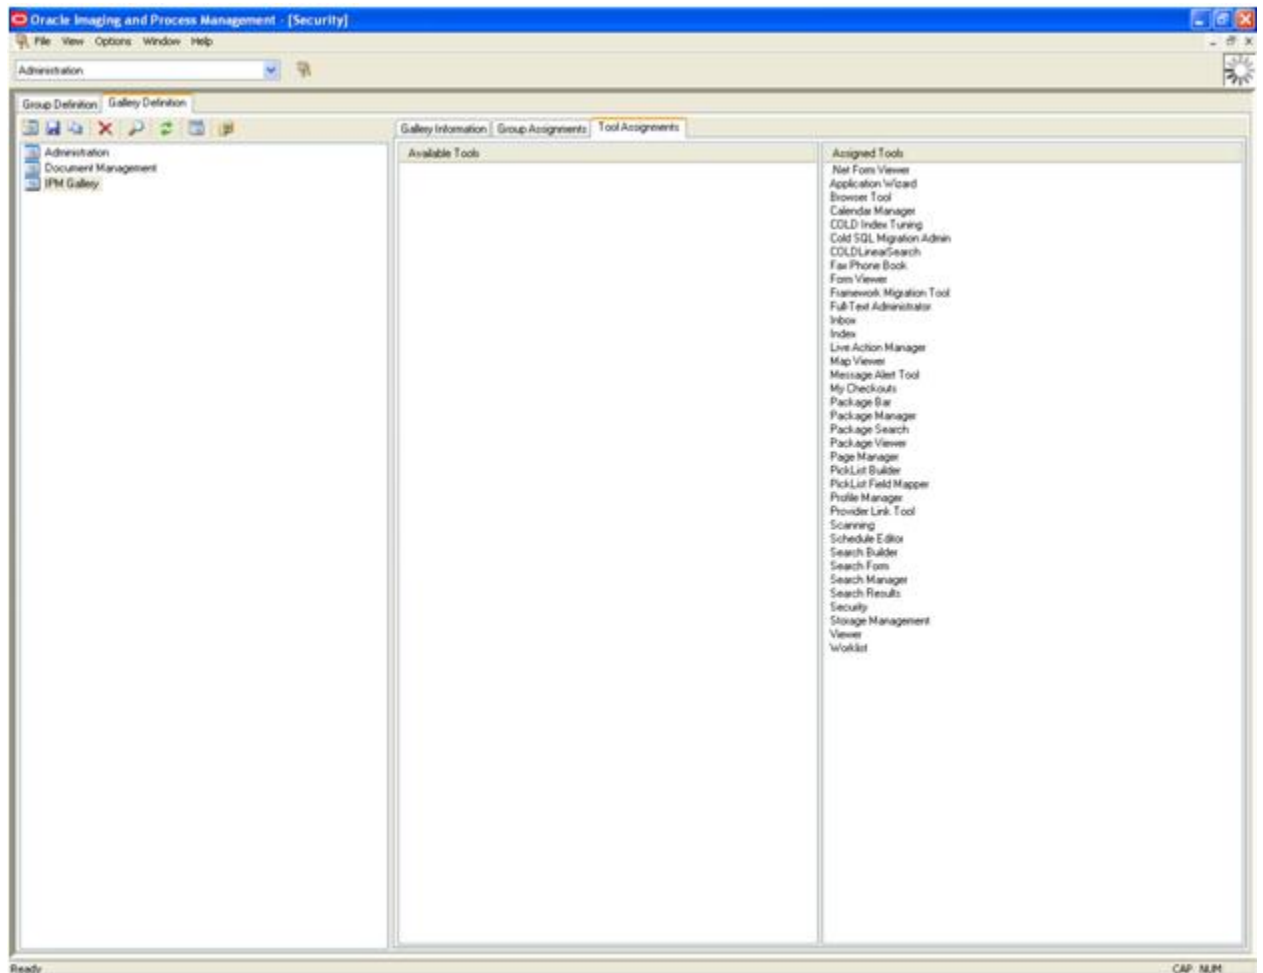 Oracle Imaging and Process Management - [Security]
File View Options Window Help
Administration
Group Definition Gallery Definition
Gallery Information Group Assignments Tool Assignments
Administration
Document Management
IPM Gallery
Available Tools
Assigned Tools
.Net Form Viewer
Application Wizard
Browser Tool
Calendar Manager
COLD Index Tuning
Cold SQL Migration Admin
COLDLinearSearch
Fax Phone Book
Form Viewer
Framework Migration Tool
Full-Text Administrator
Inbox
Index
Live Action Manager
Map Viewer
Message Alert Tool
My Checkouts
Package Bar
Package Manager
Package Search
Package Viewer
Page Manager
PickList Builder
PickList Field Mapper
Profile Manager
Provider Link Tool
Scanning
Schedule Editor
Search Builder
Search Form
Search Manager
Search Results
Security
Storage Management
Viewer
Worklist
Ready
CAP NUM